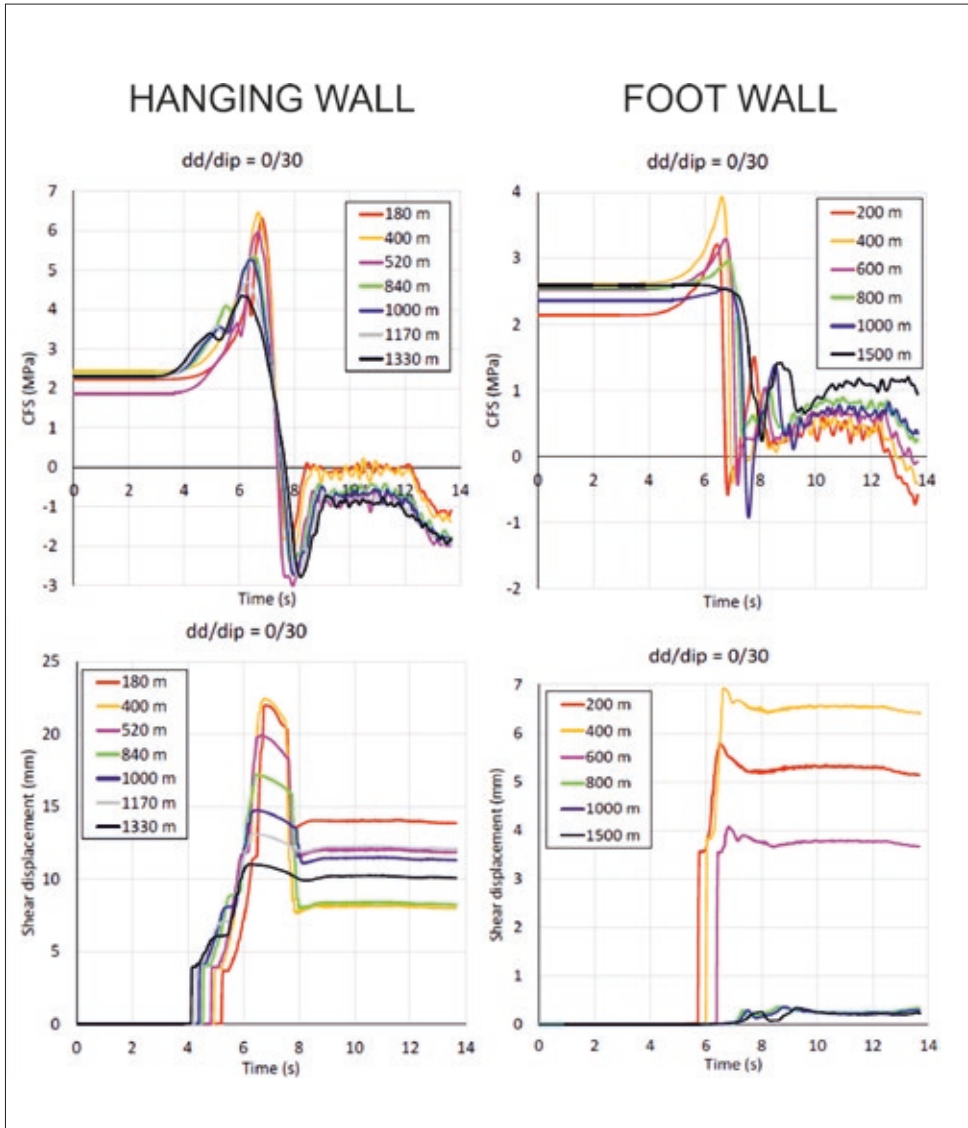 HANGING WALL
FOOT WALL
dd/dip = 0/30
7
6
5
4
3
2
1
0
-1
-2
-3
CFS (MPa)
0 2 4 6 8 10 12 14
Time (s)
180 m
400 m
520 m
840 m
1000 m
1170 m
1330 m
dd/dip = 0/30
4
3
2
1
0
-1
-2
CFS (MPa)
0 2 4 6 8 10 12 14
Time (s)
200 m
400 m
600 m
800 m
1000 m
1500 m
dd/dip = 0/30
25
20
15
10
5
0
Shear displacement (mm)
0 2 4 6 8 10 12 14
Time (s)
180 m
400 m
520 m
840 m
1000 m
1170 m
1330 m
dd/dip = 0/30
7
6
5
4
3
2
1
0
Shear displacement (mm)
0 2 4 6 8 10 12 14
Time (s)
200 m
400 m
600 m
800 m
1000 m
1500 m